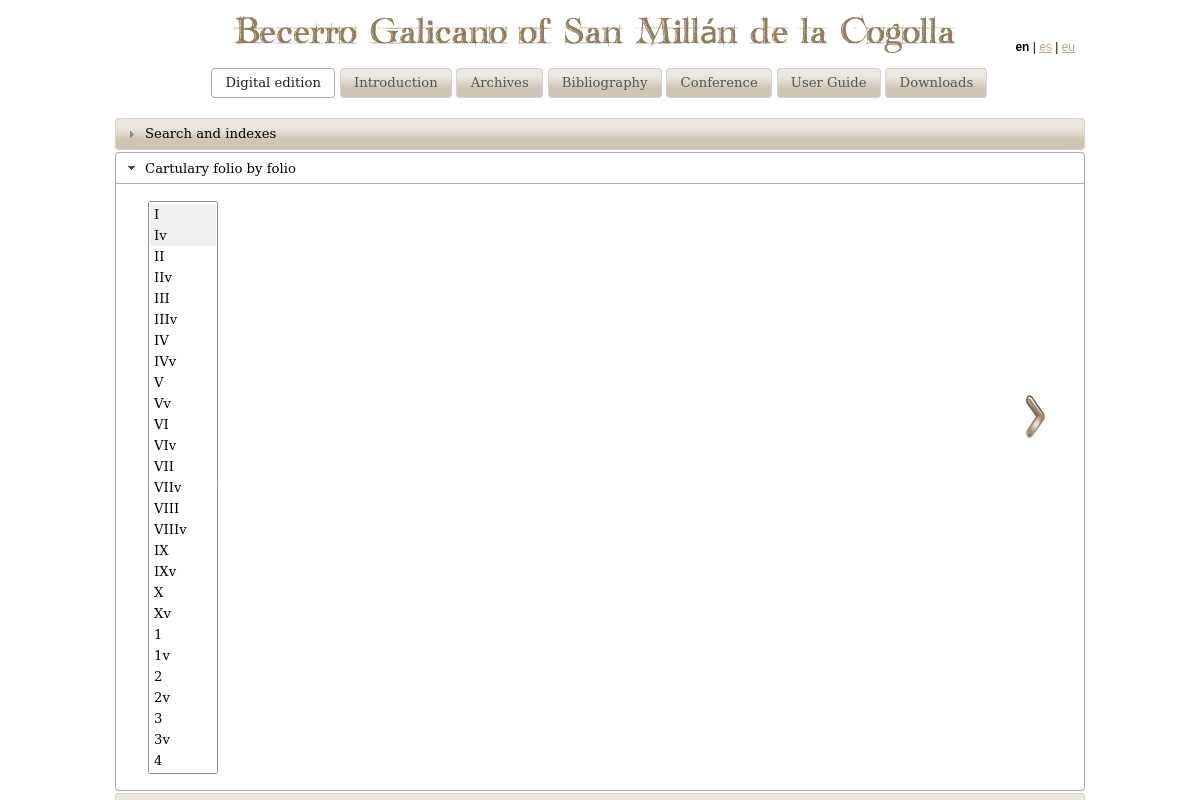 Becerro Galicano of San Millán de la Cogolla
en | es | eu
Digital edition Introduction Archives Bibliography Conference User Guide Downloads
Search and indexes
Cartulary folio by folio
I
Iv
II
IIv
III
IIIv
IV
IVv
V
Vv
VI
VIv
VII
VIIv
VIII
VIIIv
IX
IXv
X
Xv
1
1v
2
2v
3
3v
4